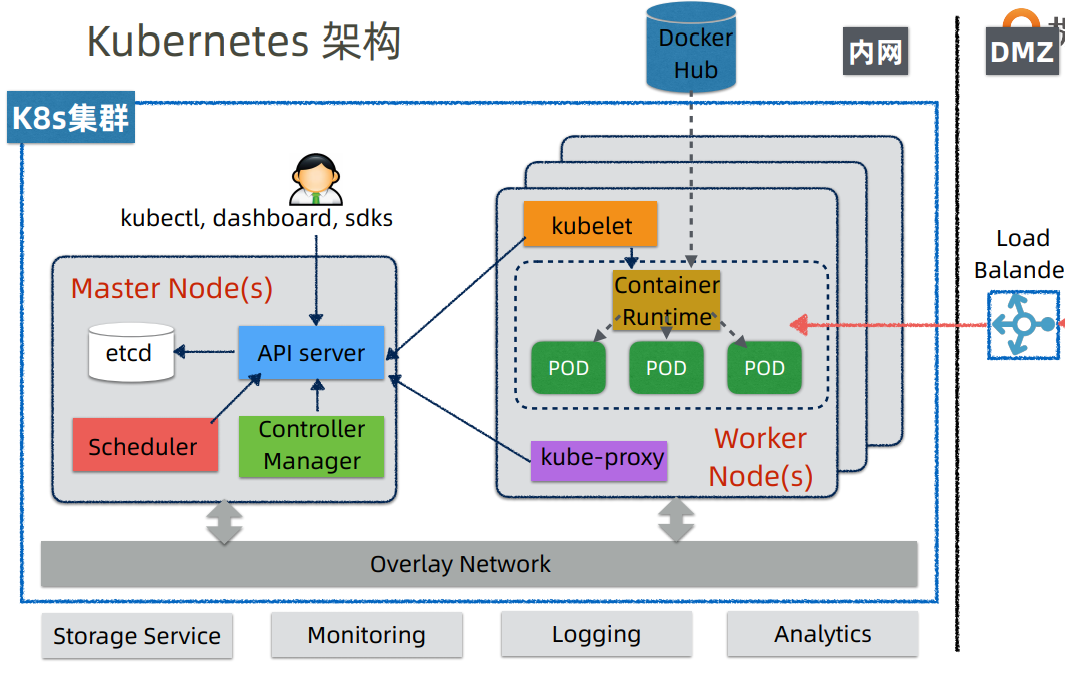 Kubernetes 架构
Docker
Hub
内网
DMZ
K8s集群
kubectl, dashboard, sdks
Master Node(s)
etcd
API server
Scheduler
Controller
Manager
kubelet
Container
Runtime
POD
POD
POD
kube-proxy
Worker
Node(s)
Load
Balande
Overlay Network
Storage Service
Monitoring
Logging
Analytics